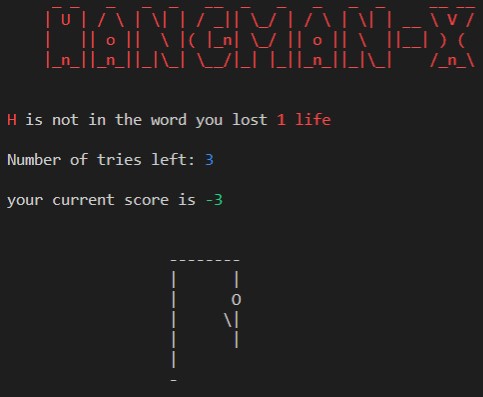 HANGMAN-X
H is not in the word you lost 1 life
Number of tries left: 3
your current score is -3